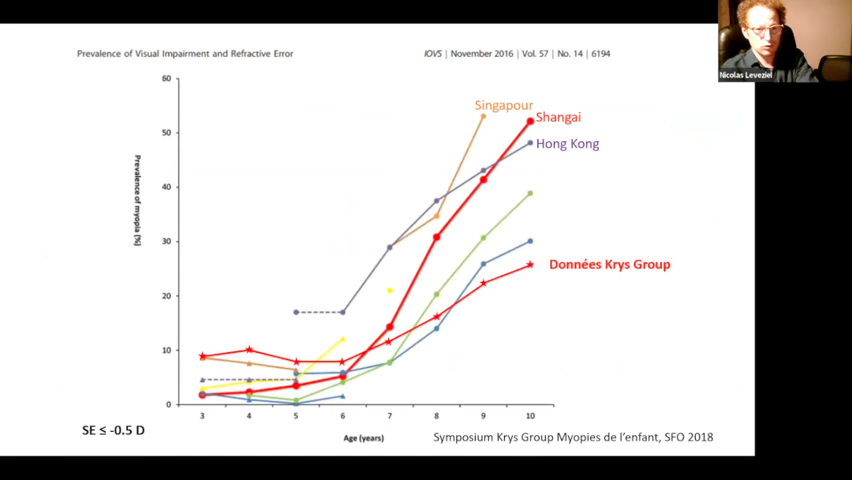 Prevalence of Visual Impairment and Refractive Error
IOVS | November 2016 | Vol. 57 | No. 14 | 6194
Nicolas Leveziel
60
50
40
30
20
10
0
Prevalence of myopia (%)
Singapour
Shangai
Hong Kong
Données Krys Group
3 4 5 6 7 8 9 10
Age (years)
SE ≤ -0.5 D
Symposium Krys Group Myopies de l'enfant, SFO 2018